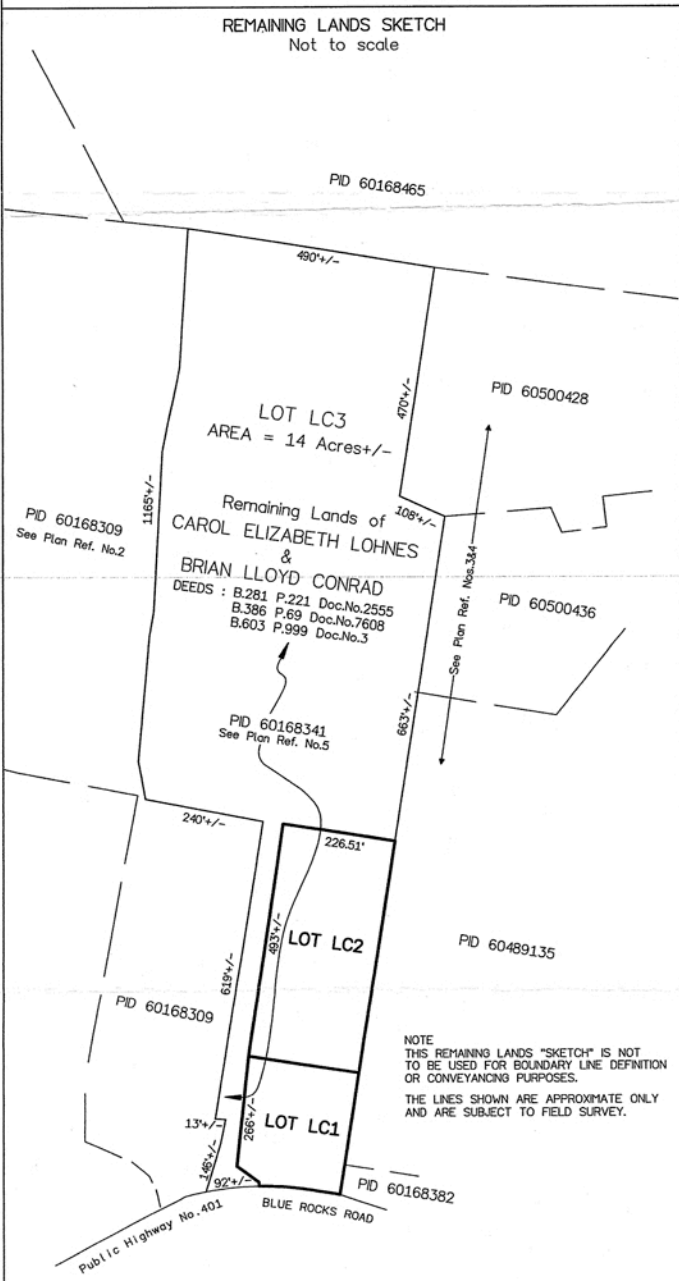 REMAINING LANDS SKETCH
Not to scale
PID 60168465
490'+/-
PID 60500428
470'+/-
LOT LC3
AREA = 14 Acres+/-
108'+/-
1165'+/-
PID 60168309
See Plan Ref. No.2
Remaining Lands of
CAROL ELIZABETH LOHNES
&
BRIAN LLOYD CONRAD
DEEDS : B.281 P.221 Doc.No.2555
B.386 P.69 Doc.No.7608
B.603 P.999 Doc.No.3
See Plan Ref. Nos.3&4
PID 60500436
663'+/-
PID 60168341
See Plan Ref. No.5
240'+/-
226.51'
493'+/-
LOT LC2
PID 60489135
619'+/-
PID 60168309
NOTE
THIS REMAINING LANDS "SKETCH" IS NOT
TO BE USED FOR BOUNDARY LINE DEFINITION
OR CONVEYANCING PURPOSES.
THE LINES SHOWN ARE APPROXIMATE ONLY
AND ARE SUBJECT TO FIELD SURVEY.
13'+/-
266'+/-
LOT LC1
146'+/-
92'+/-
PID 60168382
BLUE ROCKS ROAD
Public Highway No.401